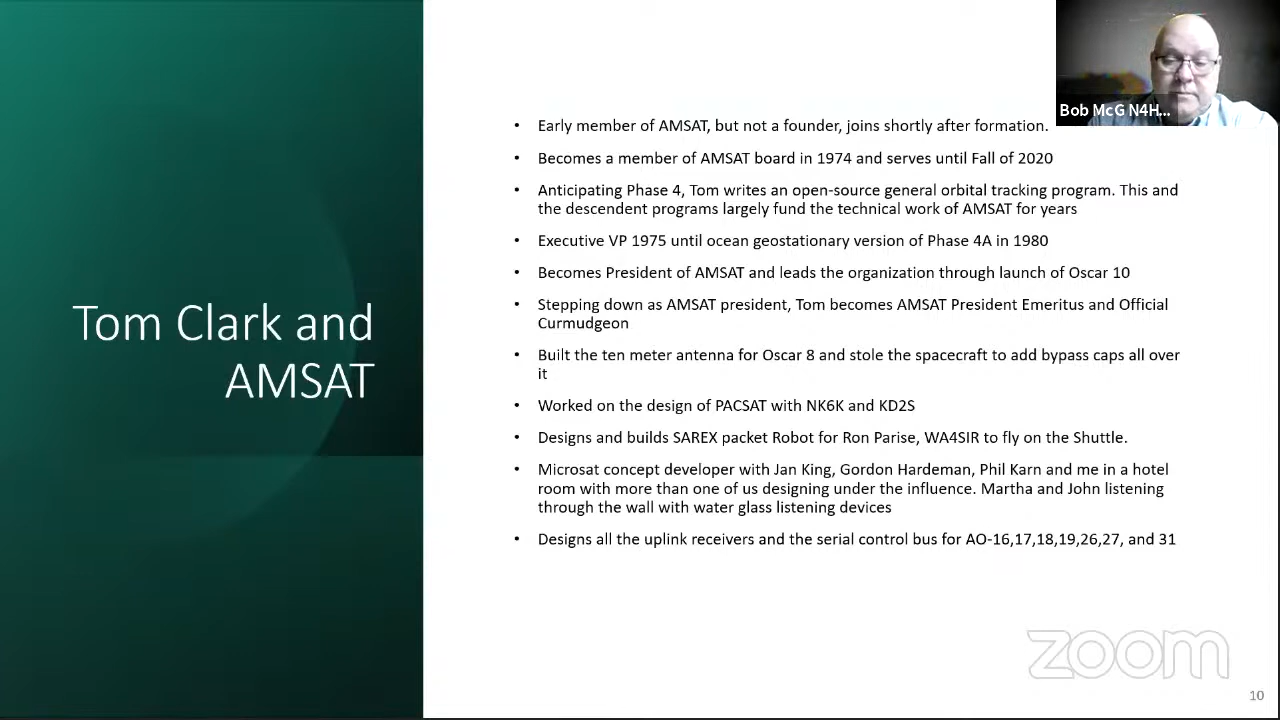 Tom Clark and
AMSAT
Bob McG N4H...
• Early member of AMSAT, but not a founder, joins shortly after formation.
• Becomes a member of AMSAT board in 1974 and serves until Fall of 2020
• Anticipating Phase 4, Tom writes an open-source general orbital tracking program. This and
the descendent programs largely fund the technical work of AMSAT for years
• Executive VP 1975 until ocean geostationary version of Phase 4A in 1980
• Becomes President of AMSAT and leads the organization through launch of Oscar 10
• Stepping down as AMSAT president, Tom becomes AMSAT President Emeritus and Official
Curmudgeon
• Built the ten meter antenna for Oscar 8 and stole the spacecraft to add bypass caps all over
it
• Worked on the design of PACSAT with NK6K and KD2S
• Designs and builds SAREX packet Robot for Ron Parise, WA4SIR to fly on the Shuttle.
• Microsat concept developer with Jan King, Gordon Hardeman, Phil Karn and me in a hotel
room with more than one of us designing under the influence. Martha and John listening
through the wall with water glass listening devices
• Designs all the uplink receivers and the serial control bus for AO-16,17,18,19,26,27, and 31
zoom
10